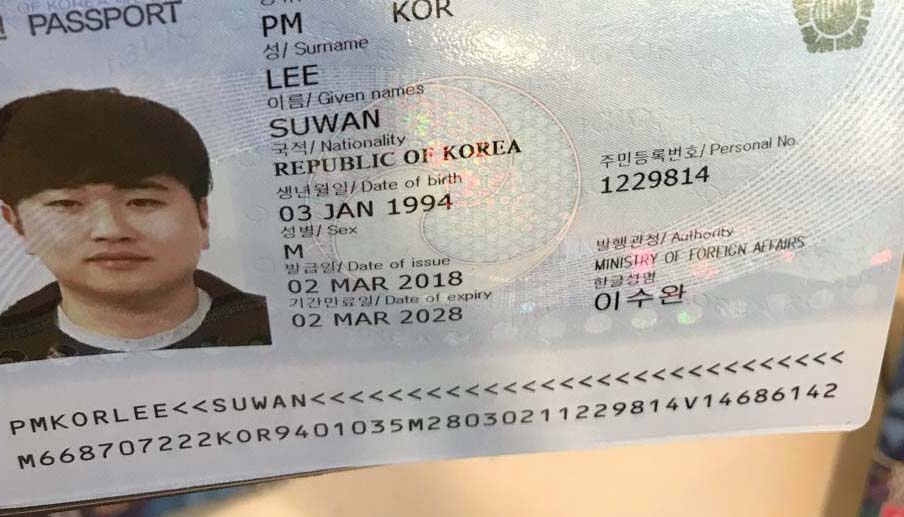 OF KOREA
PASSPORT
PM
KOR
성/ Surname
LEE
이름/ Given names
SUWAN
국적/ Nationality
REPUBLIC OF KOREA
생년월일/ Date of birth
03 JAN 1994
주민등록번호/ Personal No.
1229814
성별/ Sex
M
발급일/ Date of issue
02 MAR 2018
발행관청/ Authority
MINISTRY OF FOREIGN AFFAIRS
기간만료일/ Date of expiry
02 MAR 2028
한글성명
이수완
PMKORLEE<<SUWAN<<<<<<<<<<<<<<<<<<<<<<<<<<<<<
M668707222KOR9401035M28030211229814V14686142